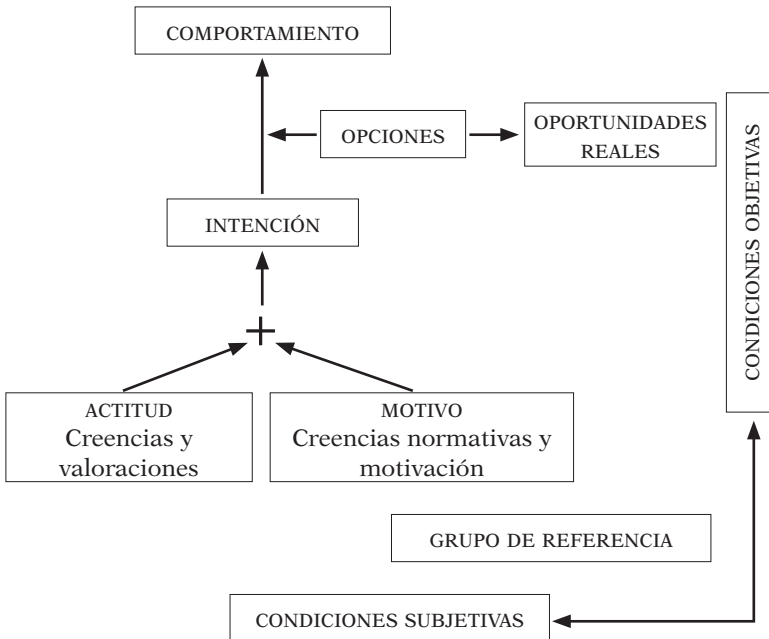 COMPORTAMIENTO
OPCIONES
OPORTUNIDADES
REALES
CONDICIONES OBJETIVAS
INTENCIÓN
+
ACTITUD
Creencias y
valoraciones
MOTIVO
Creencias normativas y
motivación
GRUPO DE REFERENCIA
CONDICIONES SUBJETIVAS